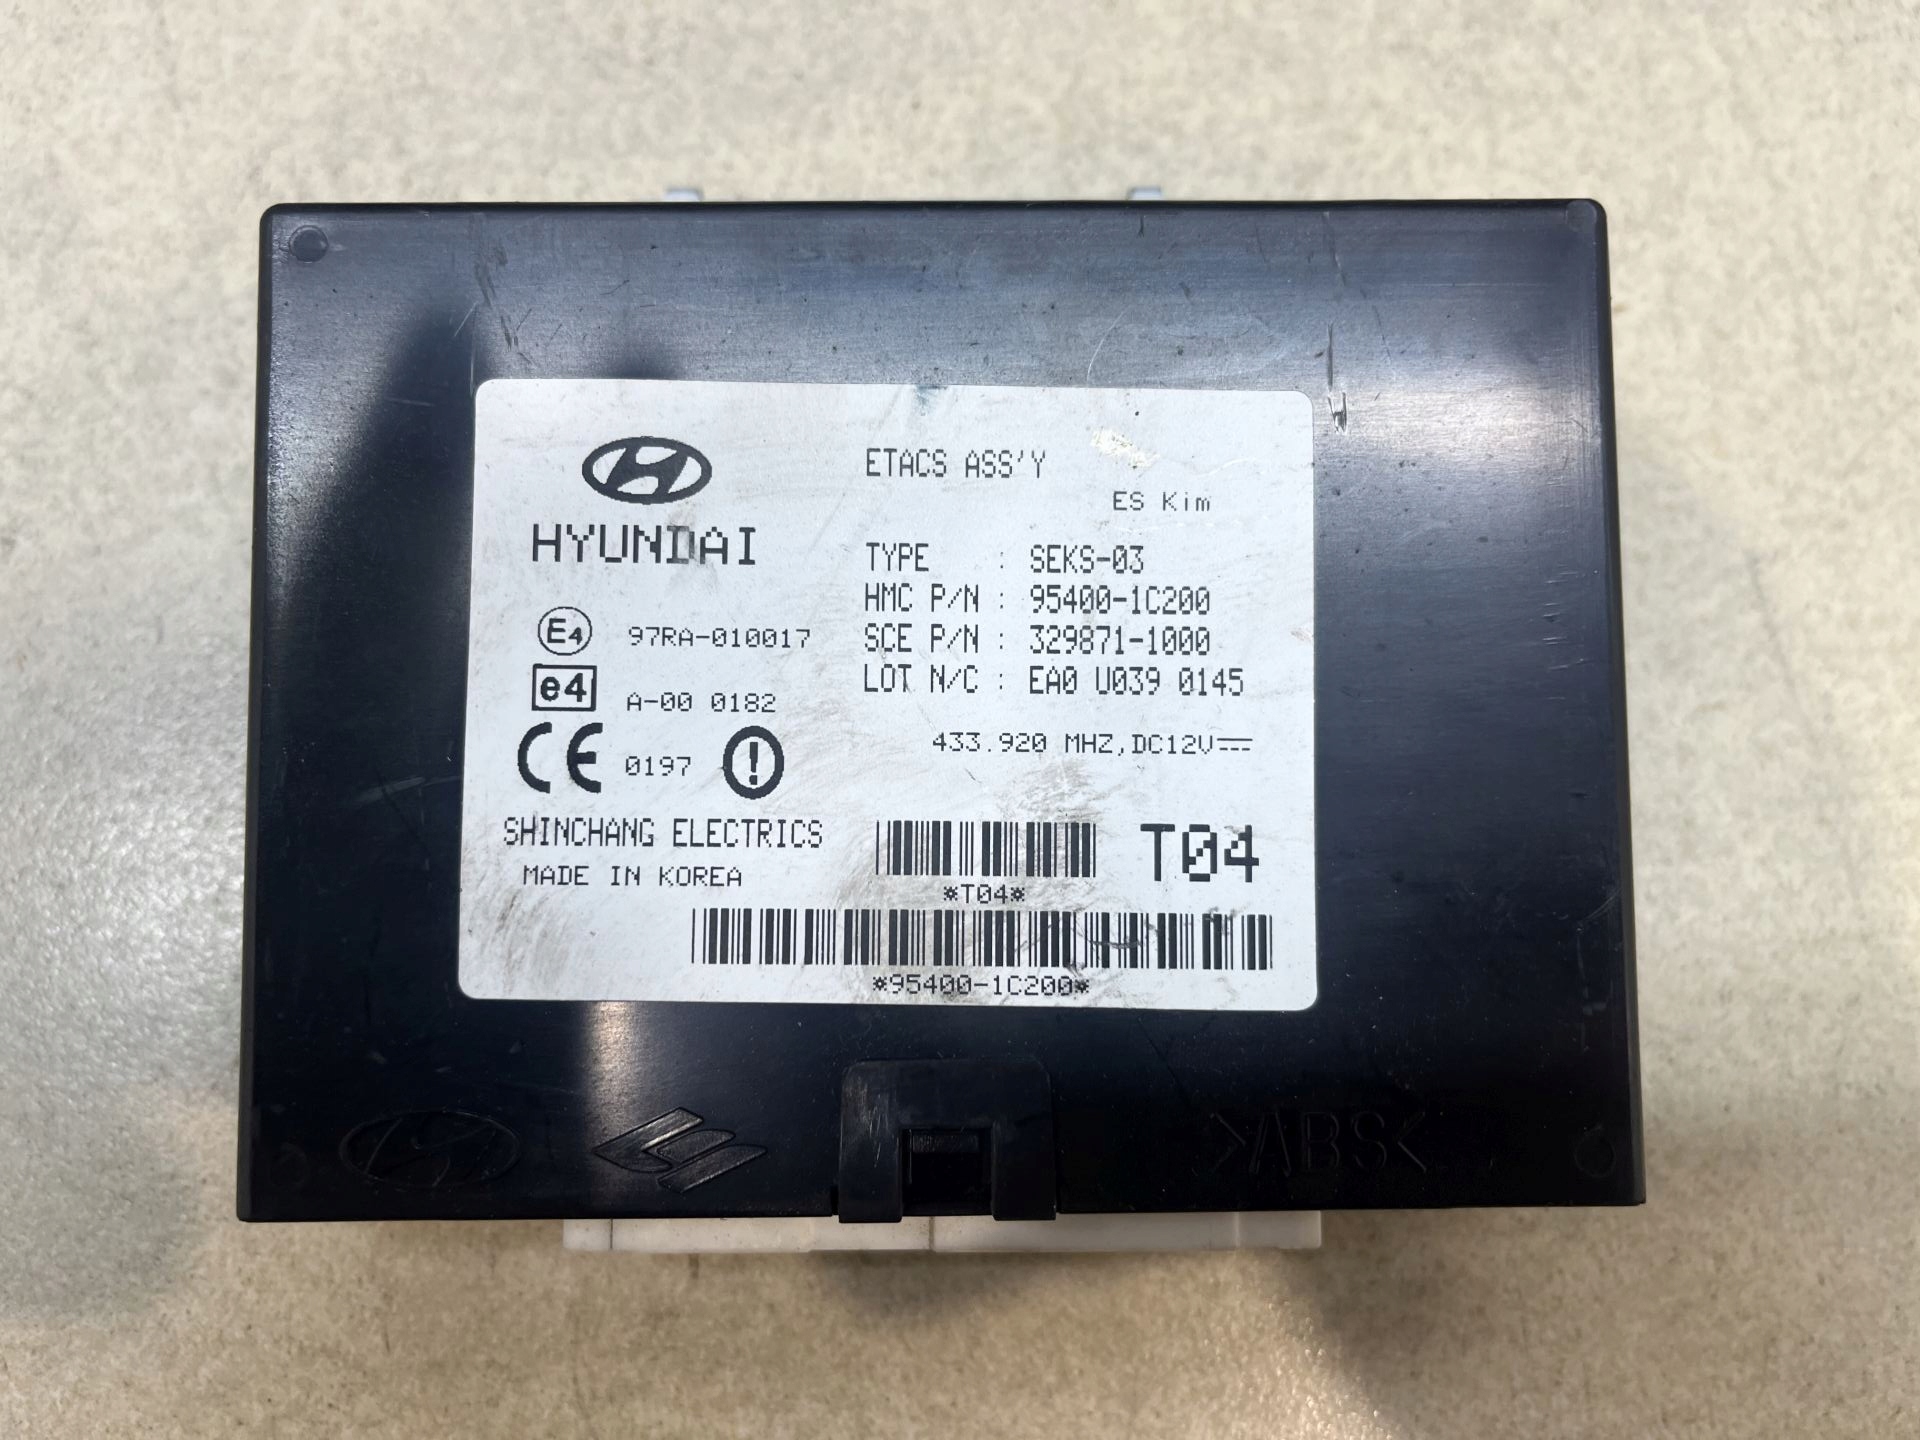 HYUNDAI
E4 97RA-010017
e4 A-00 0182
CE 0197
SHINCHANG ELECTRICS
MADE IN KOREA
ETACS ASS'Y
ES Kim
TYPE : SEKS-03
HMC P/N : 95400-1C200
SCE P/N : 329871-1000
LOT N/C : EA0 U039 0145
433.920 MHZ,DC12V
T04
*T04*
*95400-1C200*
>ABS<